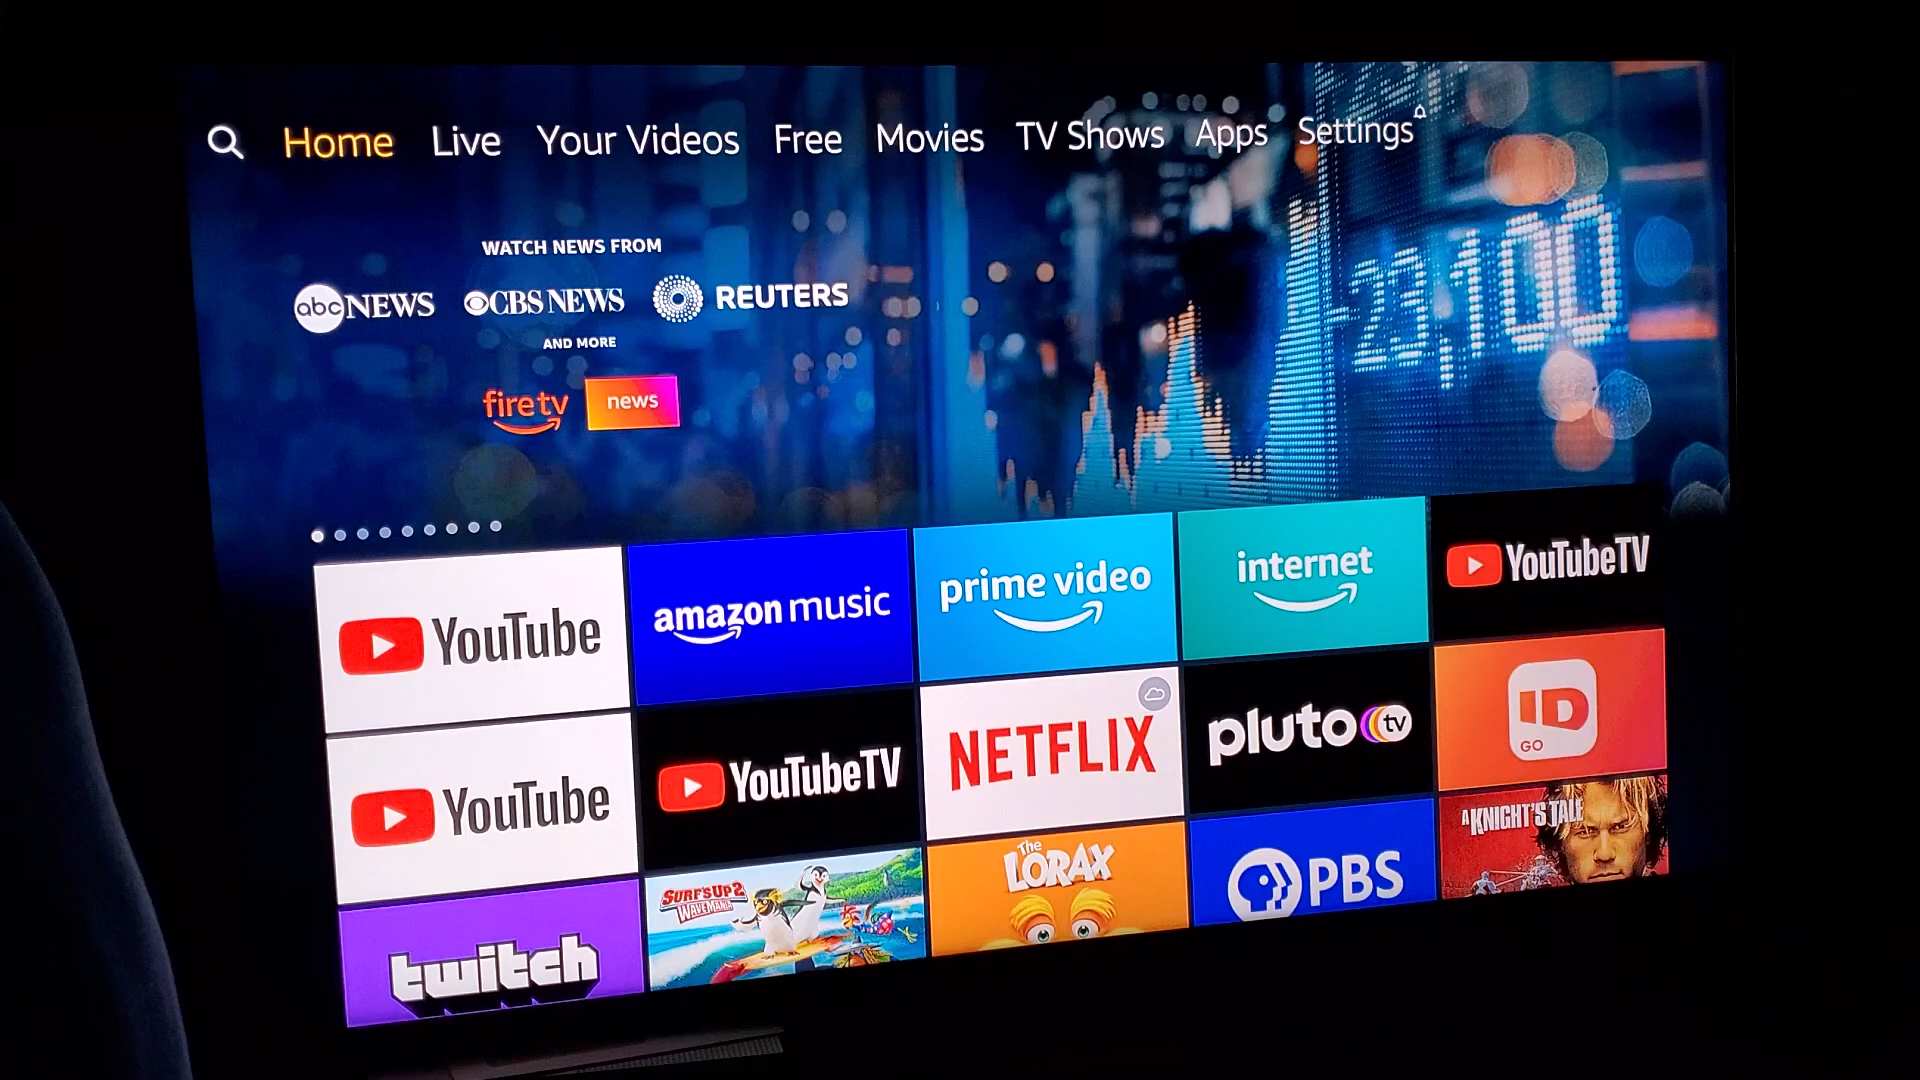 Home Live Your Videos Free Movies TV Shows Apps Settings
WATCH NEWS FROM
abc NEWS CBS NEWS REUTERS
AND MORE
firetv news
23,100
YouTube amazon music prime video internet YouTubeTV
YouTube YouTubeTV NETFLIX pluto tv ID GO
twitch SURF'S UP 2 WAVEMANIA The LORAX PBS A KNIGHT'S TALE